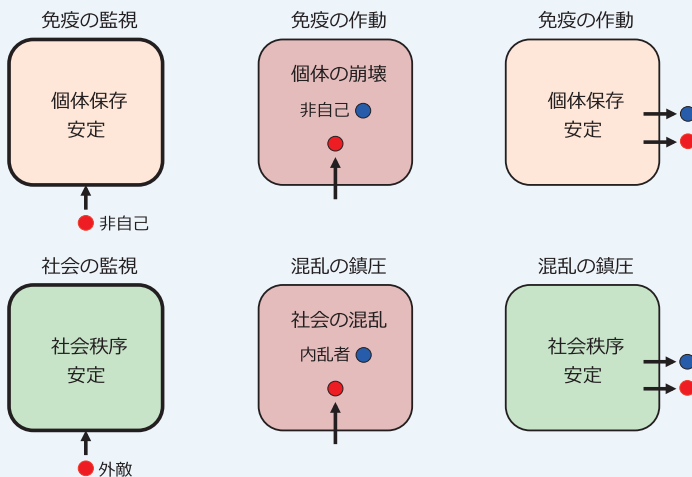 免疫の監視
個体保存
安定
非自己
免疫の作動
個体の崩壊
非自己
免疫の作動
個体保存
安定
社会の監視
社会秩序
安定
外敵
混乱の鎮圧
社会の混乱
内乱者
混乱の鎮圧
社会秩序
安定